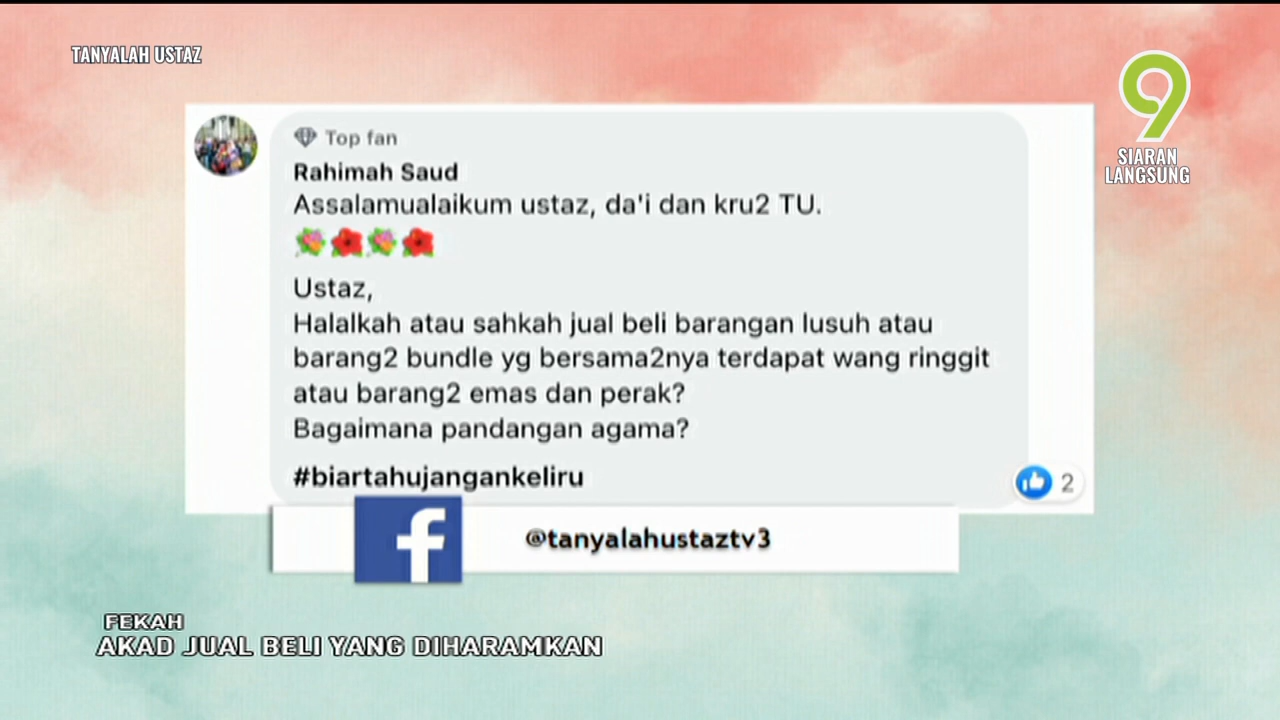 TANYALAH USTAZ
9
SIARAN
LANGSUNG
Top fan
Rahimah Saud
Assalamualaikum ustaz, da'i dan kru2 TU.
💐🌺💐🌺
Ustaz,
Halalkah atau sahkah jual beli barangan lusuh atau
barang2 bundle yg bersama2nya terdapat wang ringgit
atau barang2 emas dan perak?
Bagaimana pandangan agama?
#biartahujangankeliru
2
f
@tanyalahustaztv3
FEKAH
AKAD JUAL BELI YANG DIHARAMKAN